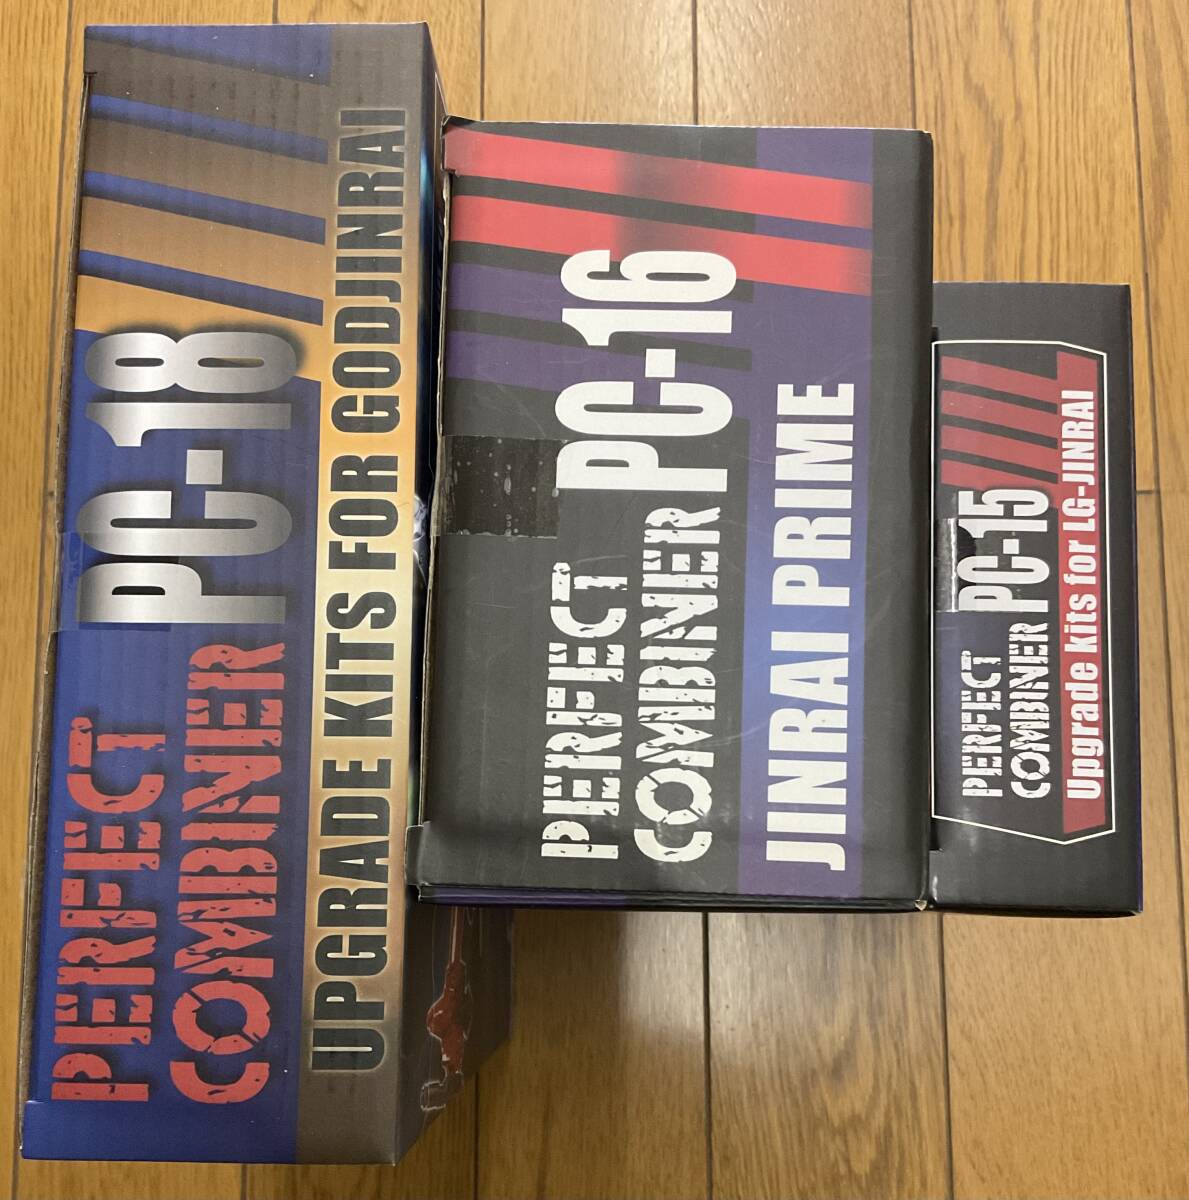 PERFECT
COMBINER PC-18
UPGRADE KITS FOR GODJINRAI
PERFECT
COMBINER PC-16
JINRAI PRIME
PERFECT
COMBINER PC-15
Upgrade kits for LG-JINRAI